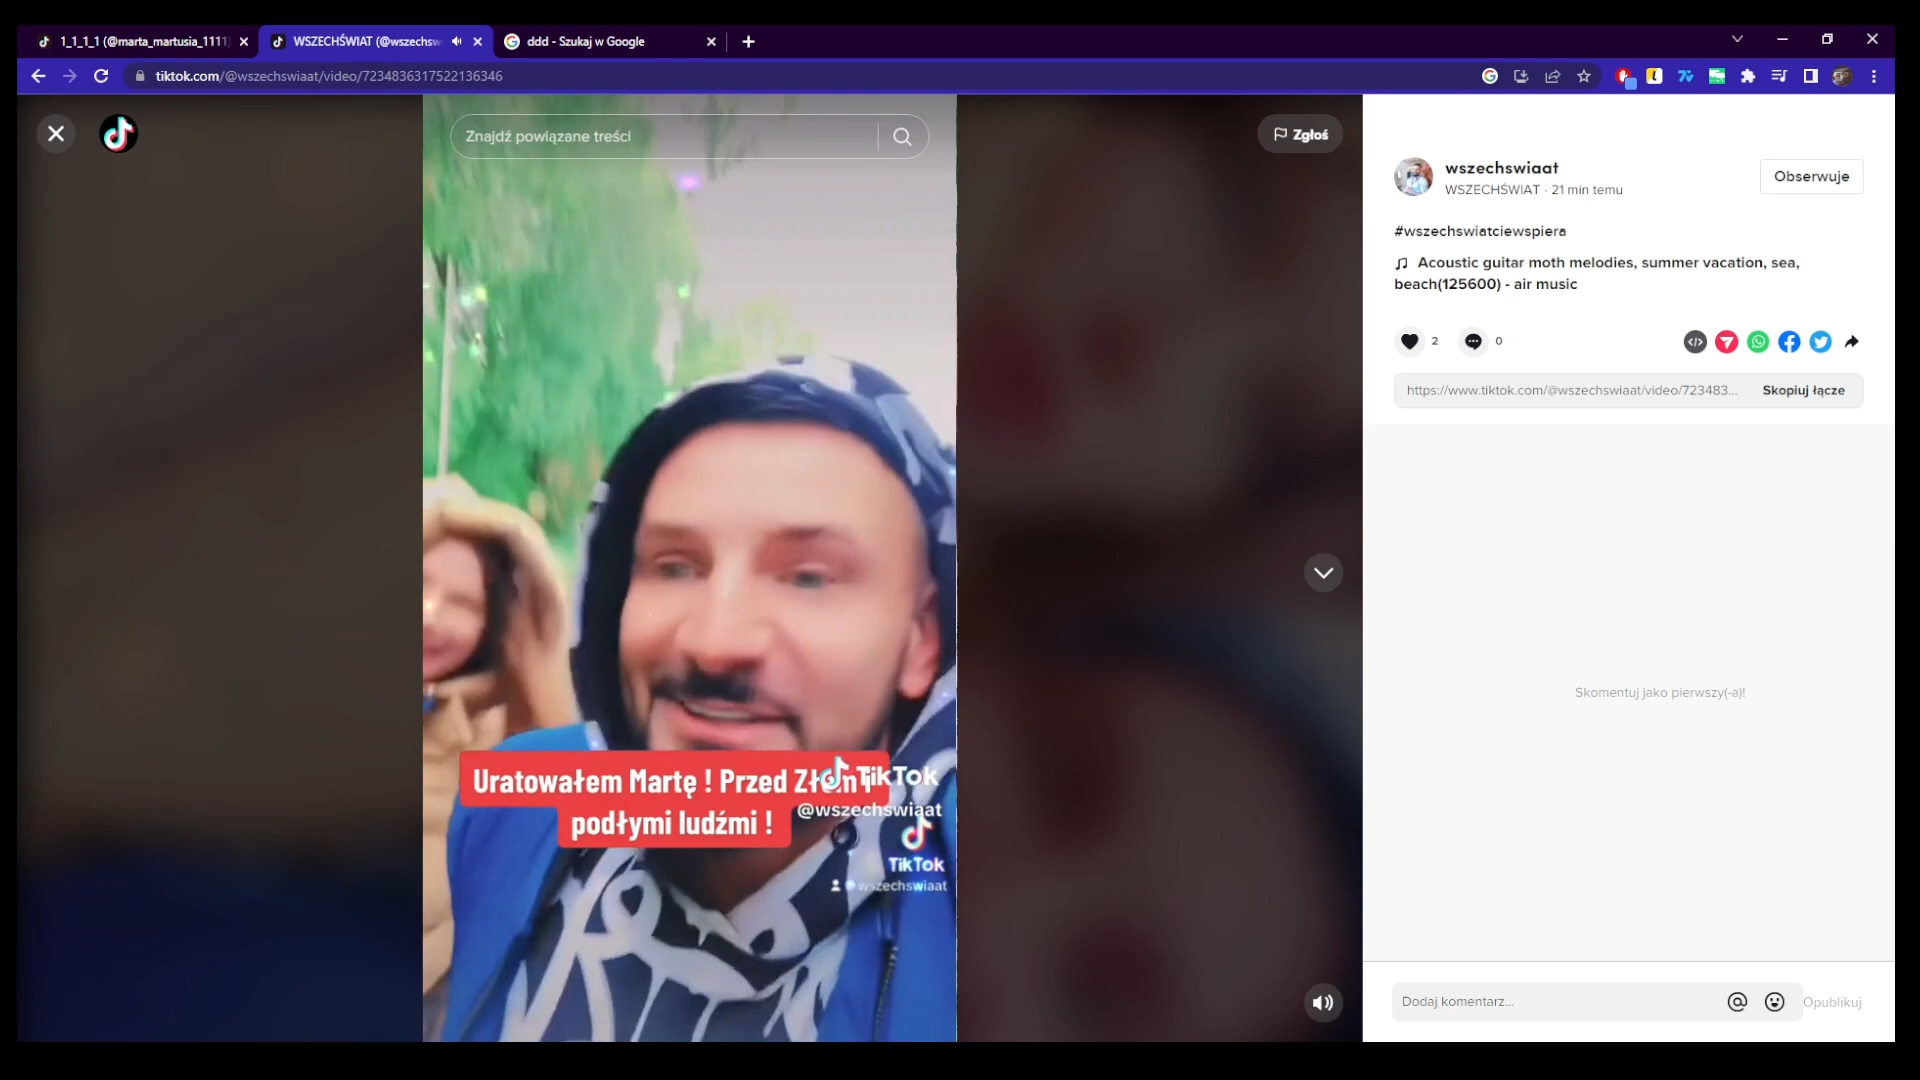 1_1_1_1 (@marta_martusia_1111)
WSZECHŚWIAT (@wszechsw
ddd - Szukaj w Google
tiktok.com/@wszechswiaat/video/7234836317522136346
Znajdź powiązane treści
Zgłoś
wszechswiaat
WSZECHŚWIAT · 21 min temu
Obserwuje
#wszechswiatciewspiera
Acoustic guitar moth melodies, summer vacation, sea,
beach(125600) - air music
2
0
https://www.tiktok.com/@wszechswiaat/video/723483...
Skopiuj łącze
Uratowałem Martę ! Przed Złymi
podłymi ludźmi !
TikTok
@wszechswiaat
TikTok
wszechswiaat
Skomentuj jako pierwszy(-a)!
Dodaj komentarz...
Opublikuj